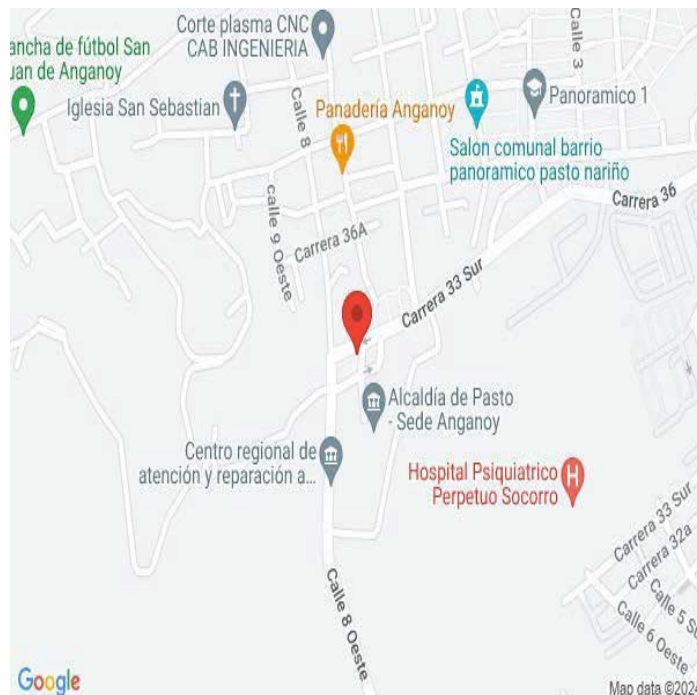 Corte plasma CNC
CAB INGENIERIA
ancha de fútbol San
uan de Anganoy
Iglesia San Sebastian
Calle 8
Panadería Anganoy
Calle 3
Panoramico 1
Salon comunal barrio
panoramico pasto nariño
Carrera 36
calle 9 Oeste
Carrera 36A
Carrera 33 Sur
Alcaldía de Pasto
- Sede Anganoy
Centro regional de
atención y reparación a...
Hospital Psiquiatrico
Perpetuo Socorro
H
Carrera 33 Sur
Carrera 32a
Calle 5 Su
Calle 6 Oeste
Calle 8 Oeste
Google
Map data ©2024